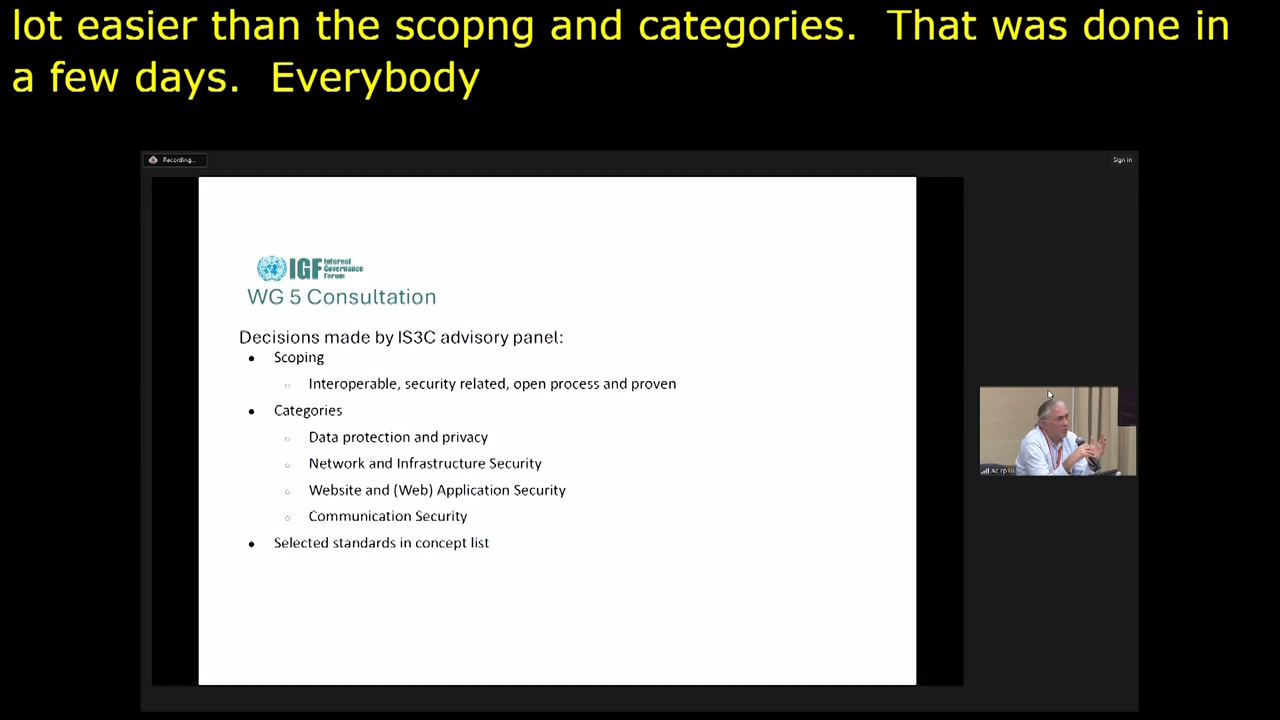 lot easier than the scopng and categories.  That was done in
a few days.  Everybody
Recording...
Sign in
IGF Internet
Governance
Forum
WG 5 Consultation
Decisions made by IS3C advisory panel:
Scoping
Interoperable, security related, open process and proven
Categories
Data protection and privacy
Network and Infrastructure Security
Website and (Web) Application Security
Communication Security
Selected standards in concept list